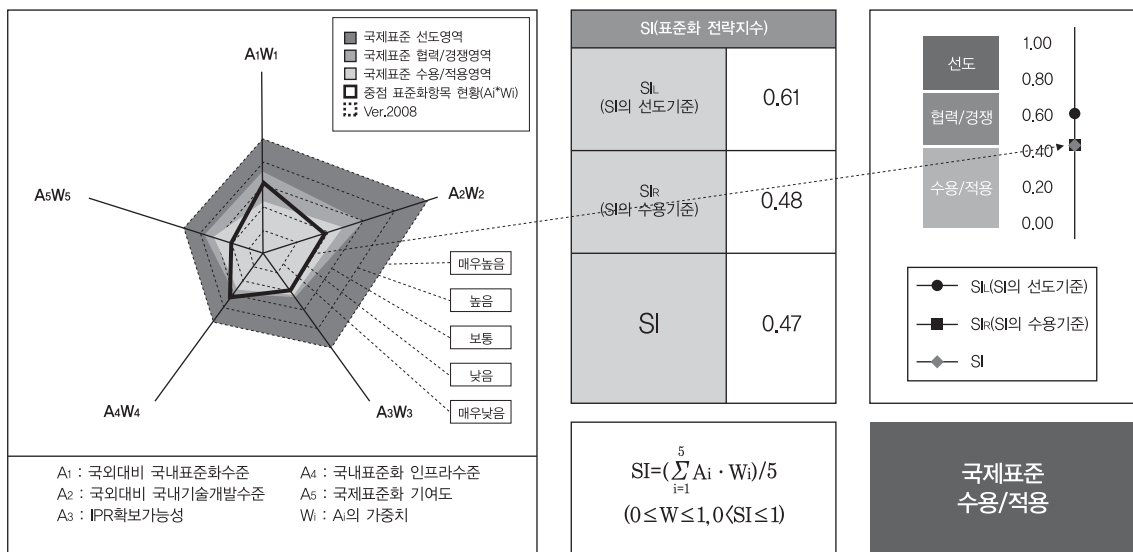 국제표준 선도영역
국제표준 협력/경쟁영역
국제표준 수용/적용영역
중점 표준화항목 현황(Ai*Wi)
Ver.2008
A1W1
A2W2
A3W3
A4W4
A5W5
매우높음
높음
보통
낮음
매우낮음
A1 : 국외대비 국내표준화수준
A2 : 국외대비 국내기술개발수준
A3 : IPR확보가능성
A4 : 국내표준화 인프라수준
A5 : 국제표준화 기여도
Wi : Ai의 가중치
SI(표준화 전략지수)
SIL
(SI의 선도기준)
0.61
SIR
(SI의 수용기준)
0.48
SI
0.47
SI=(∑Ai · Wi)/5
5
i=1
(0≤W≤1, 0〈SI≤1)
선도
협력/경쟁
수용/적용
1.00
0.80
0.60
0.40
0.20
0.00
SIL(SI의 선도기준)
SIR(SI의 수용기준)
SI
국제표준
수용/적용